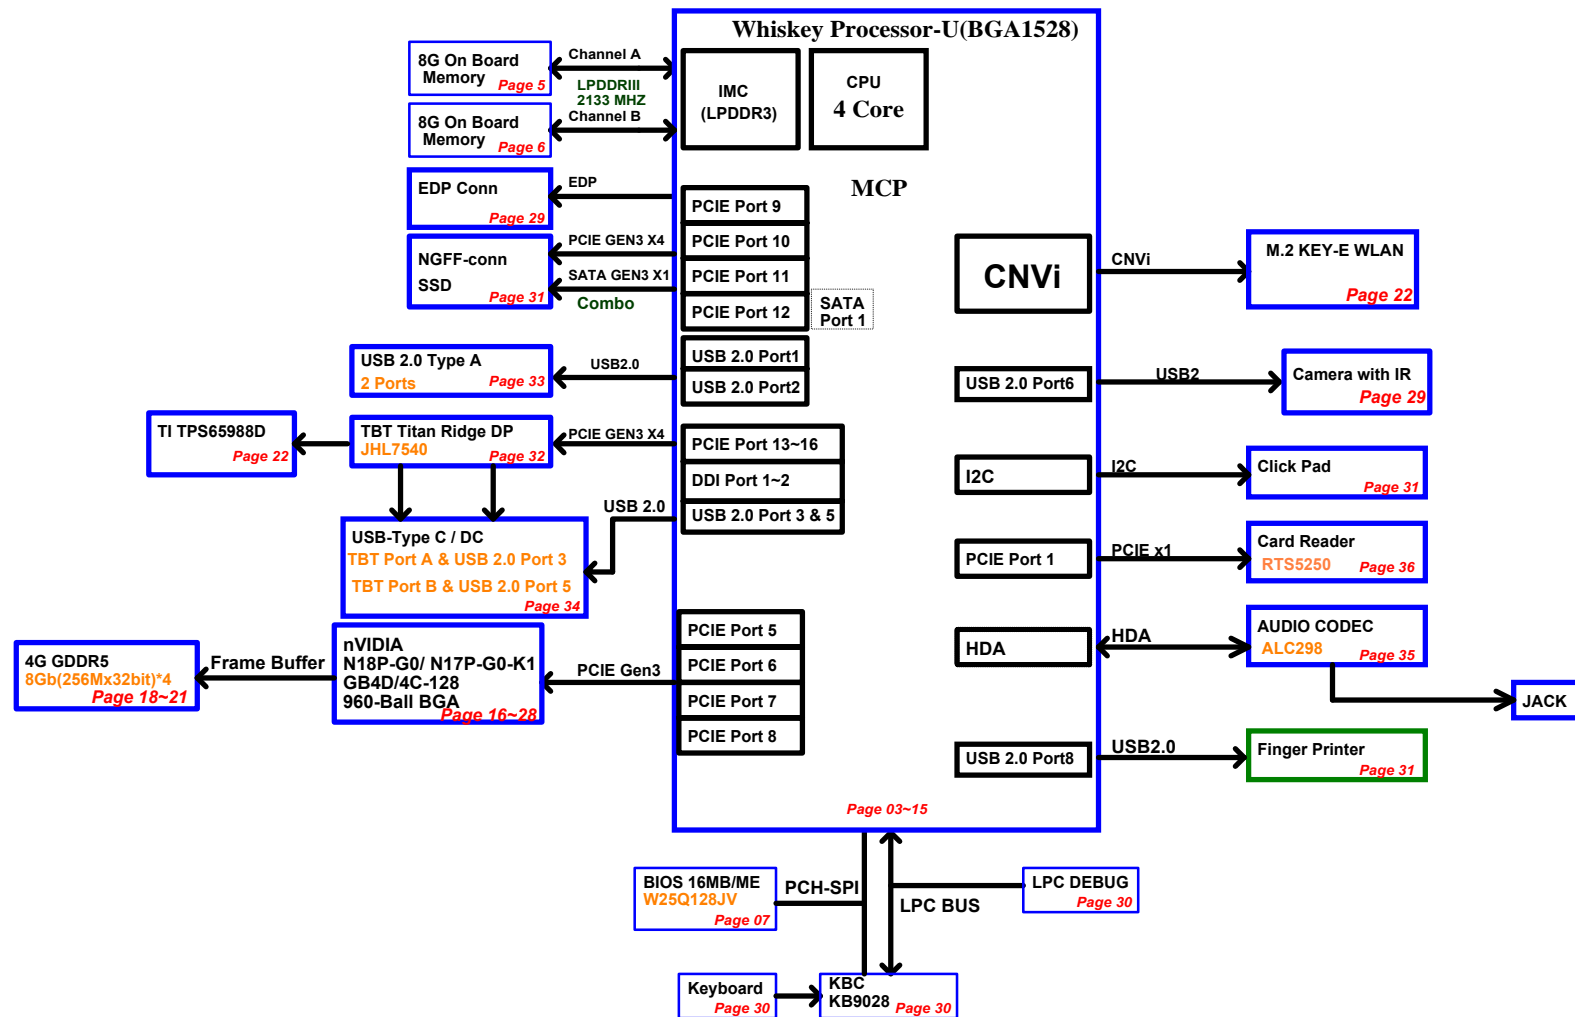 Whiskey Processor-U(BGA1528)
8G On Board
Memory
Page 5
Channel A
LPDDRIII
2133 MHZ
Channel B
8G On Board
Memory
Page 6
IMC
(LPDDR3)
CPU
4 Core
MCP
EDP Conn
Page 29
EDP
PCIE Port 9
PCIE Port 10
PCIE Port 11
PCIE Port 12
SATA
Port 1
NGFF-conn
SSD
Page 31
PCIE GEN3 X4
SATA GEN3 X1
Combo
USB 2.0 Type A
2 Ports
Page 33
USB2.0
USB 2.0 Port1
USB 2.0 Port2
TI TPS65988D
Page 22
TBT Titan Ridge DP
JHL7540
Page 32
PCIE GEN3 X4
PCIE Port 13~16
DDI Port 1~2
USB 2.0 Port 3 & 5
USB 2.0
USB-Type C / DC
TBT Port A & USB 2.0 Port 3
TBT Port B & USB 2.0 Port 5
Page 34
4G GDDR5
8Gb(256Mx32bit)*4
Page 18~21
Frame Buffer
nVIDIA
N18P-G0/ N17P-G0-K1
GB4D/4C-128
960-Ball BGA
Page 16~28
PCIE Gen3
PCIE Port 5
PCIE Port 6
PCIE Port 7
PCIE Port 8
CNVi
CNVi
M.2 KEY-E WLAN
Page 22
USB 2.0 Port6
USB2
Camera with IR
Page 29
I2C
I2C
Click Pad
Page 31
PCIE Port 1
PCIE x1
Card Reader
RTS5250
Page 36
HDA
HDA
AUDIO CODEC
ALC298
Page 35
JACK
USB 2.0 Port8
USB2.0
Finger Printer
Page 31
Page 03~15
BIOS 16MB/ME
W25Q128JV
Page 07
PCH-SPI
LPC BUS
LPC DEBUG
Page 30
Keyboard
Page 30
KBC
KB9028
Page 30